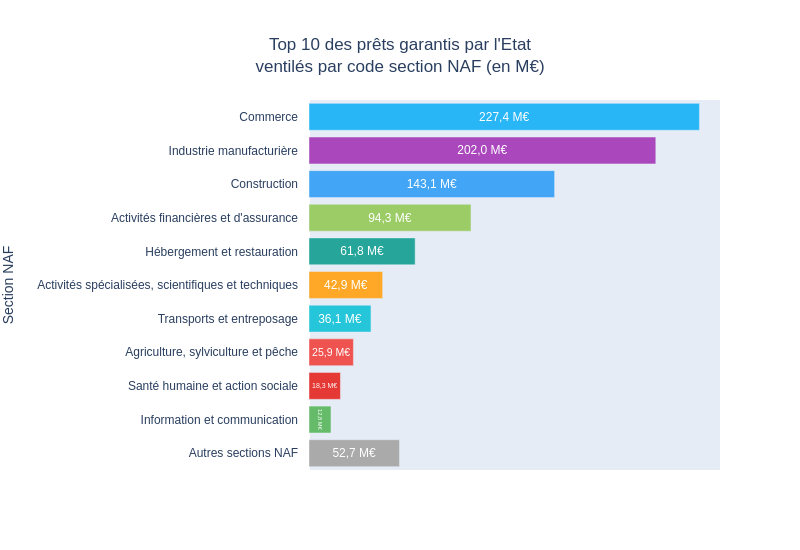 Top 10 des prêts garantis par l'Etat
ventilés par code section NAF (en M€)
Section NAF
Commerce 227,4 M€
Industrie manufacturière 202,0 M€
Construction 143,1 M€
Activités financières et d'assurance 94,3 M€
Hébergement et restauration 61,8 M€
Activités spécialisées, scientifiques et techniques 42,9 M€
Transports et entreposage 36,1 M€
Agriculture, sylviculture et pêche 25,9 M€
Santé humaine et action sociale 18,3 M€
Information et communication 12,8 M€
Autres sections NAF 52,7 M€